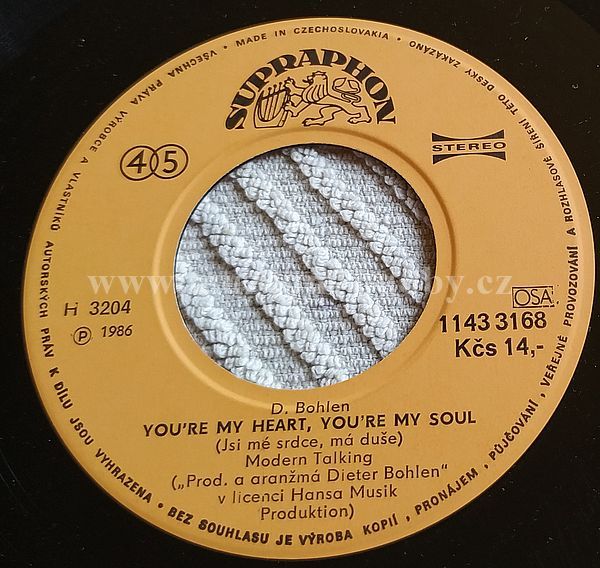 VŠECHNA PRÁVA VÝROBCE A VLASTNÍKŮ AUTORSKÝCH PRÁV K DÍLU JSOU VYHRAZENA • BEZ SOUHLASU JE VÝROBA KOPIÍ, PRONÁJEM, PŮJČOVÁNÍ, VEŘEJNÉ PROVOZOVÁNÍ A ROZHLASOVÉ ŠÍŘENÍ TÉTO DESKY ZAKÁZÁNO • MADE IN CZECHOSLOVAKIA •
SUPRAPHON
45
STEREO
H 3204
Ⓟ 1986
OSA
1143 3168
Kčs 14,-
D. Bohlen
YOU'RE MY HEART, YOU'RE MY SOUL
(Jsi mé srdce, má duše)
Modern Talking
(„Prod. a aranžmá Dieter Bohlen“
v licenci Hansa Musik
Produktion)